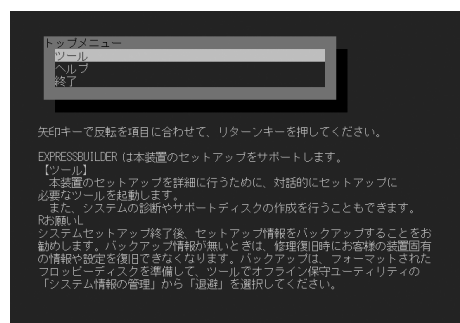 トップメニュー
ツール
ヘルプ
終了
矢印キーで反転を項目に合わせて、リターンキーを押してください。
EXPRESSBUILDER は本装置のセットアップをサポートします。
【ツール】
本装置のセットアップを詳細に行うために、対話的にセットアップに
必要なツールを起動します。
また、システムの診断やサポートディスクの作成を行うこともできます。
Rお願いL
システムセットアップ終了後、セットアップ情報をバックアップすることをお
勧めします。バックアップ情報が無いときは、修理復旧時にお客様の装置固有
の情報や設定を復旧できなくなります。バックアップは、フォーマットされた
フロッピーディスクを準備して、ツールでオフライン保守ユーティリティの
「システム情報の管理」から「退避」を選択してください。